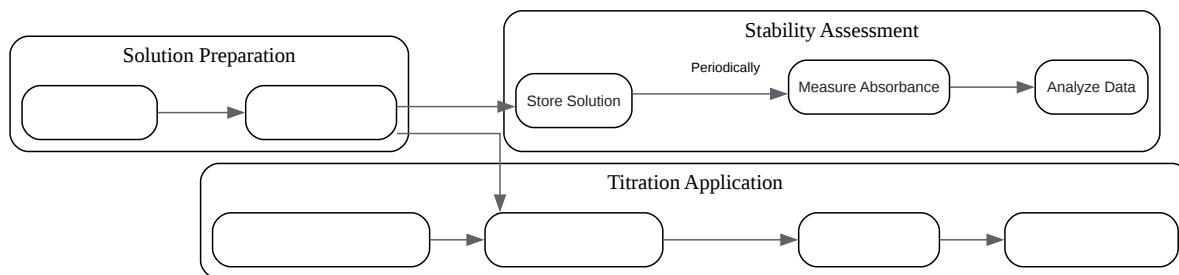 Solution Preparation
Stability Assessment
Store Solution
Periodically
Measure Absorbance
Analyze Data
Titration Application